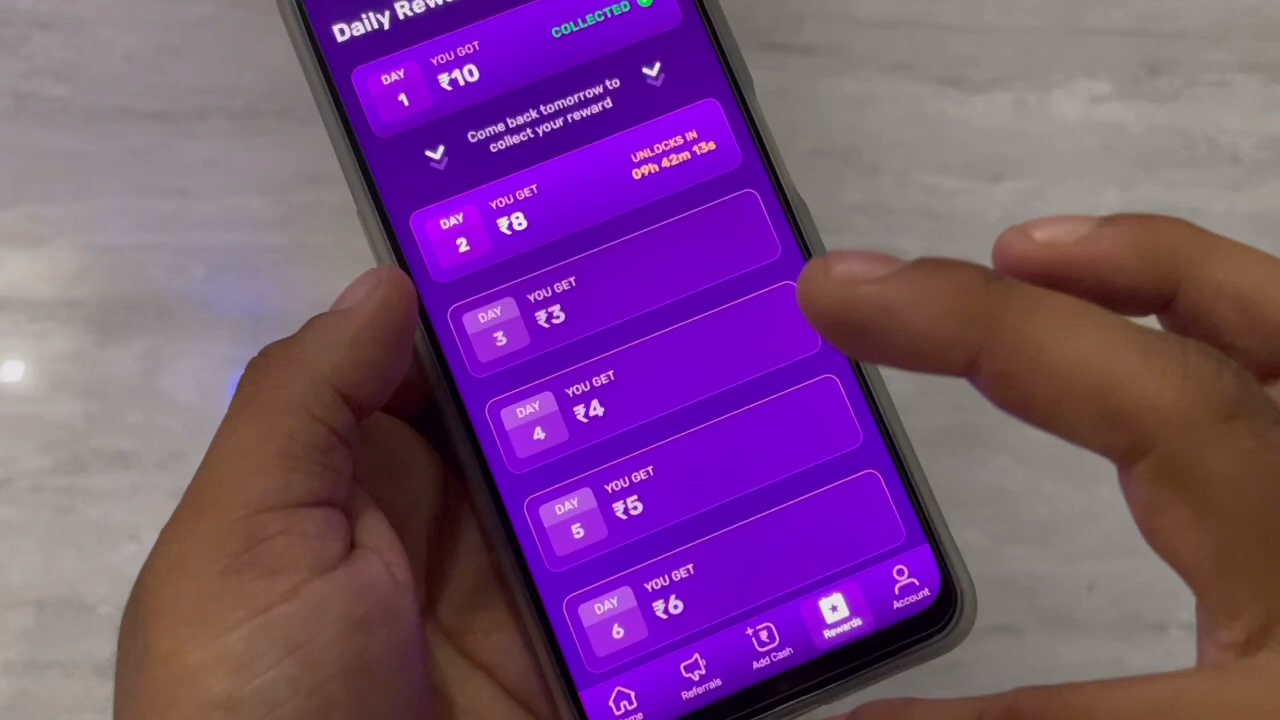 Daily
COLLECTED
YOU GOT
DAY
1
₹10
Come back tomorrow to
collect your reward
UNLOCKS IN
09h 42m 13s
YOU GET
DAY
2
₹8
YOU GET
DAY
3
₹3
YOU GET
DAY
4
₹4
YOU GET
DAY
5
₹5
YOU GET
DAY
6
₹6
Referrals
Add Cash
Rewards
Account